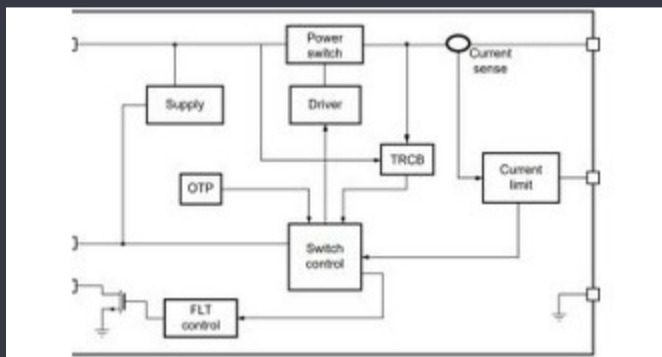 Power
switch
Current
sense
Supply
Driver
TRCB
Current
limit
OTP
Switch
control
FLT
control